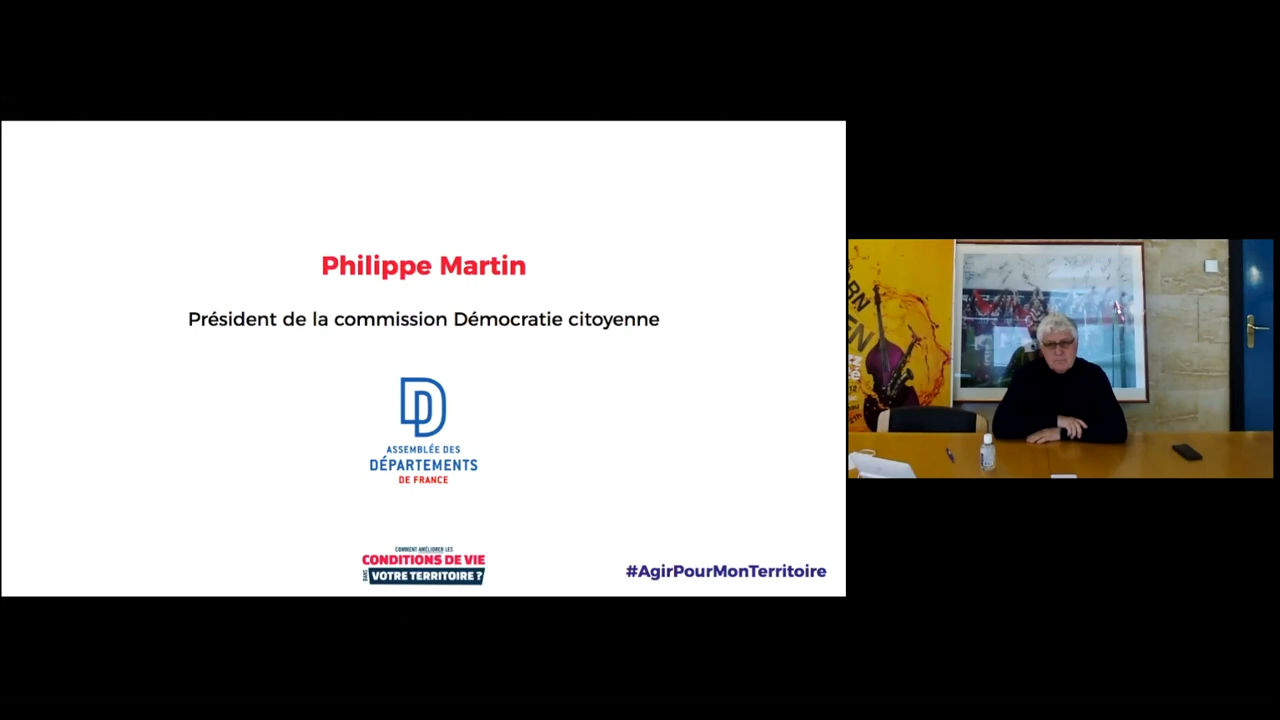 Philippe Martin
Président de la commission Démocratie citoyenne
ASSEMBLÉE DES
DÉPARTEMENTS
DE FRANCE
COMMENT AMÉLIORER LES
CONDITIONS DE VIE
DANS VOTRE TERRITOIRE ?
#AgirPourMonTerritoire